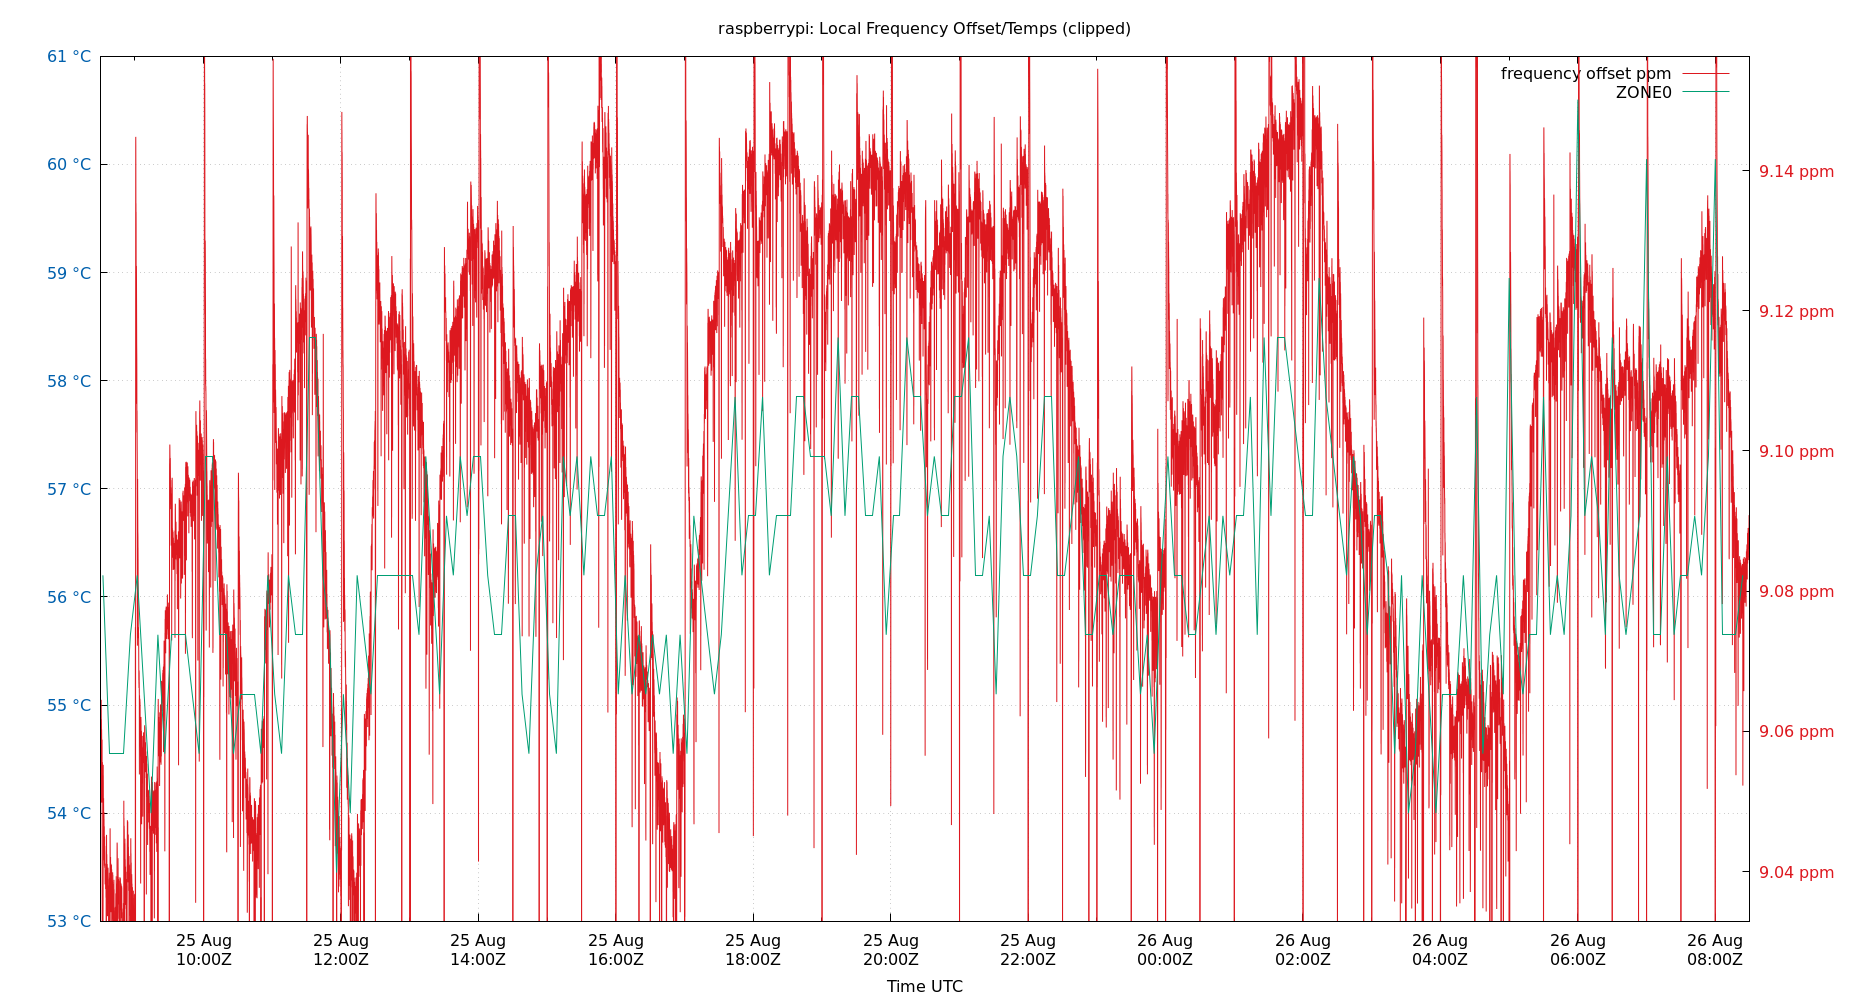 raspberrypi: Local Frequency Offset/Temps (clipped)
frequency offset ppm
ZONE0
61 °C
60 °C
59 °C
58 °C
57 °C
56 °C
55 °C
54 °C
53 °C
9.14 ppm
9.12 ppm
9.10 ppm
9.08 ppm
9.06 ppm
9.04 ppm
25 Aug 25 Aug 25 Aug 25 Aug 25 Aug 25 Aug 25 Aug 26 Aug 26 Aug 26 Aug 26 Aug 26 Aug
10:00Z 12:00Z 14:00Z 16:00Z 18:00Z 20:00Z 22:00Z 00:00Z 02:00Z 04:00Z 06:00Z 08:00Z
Time UTC